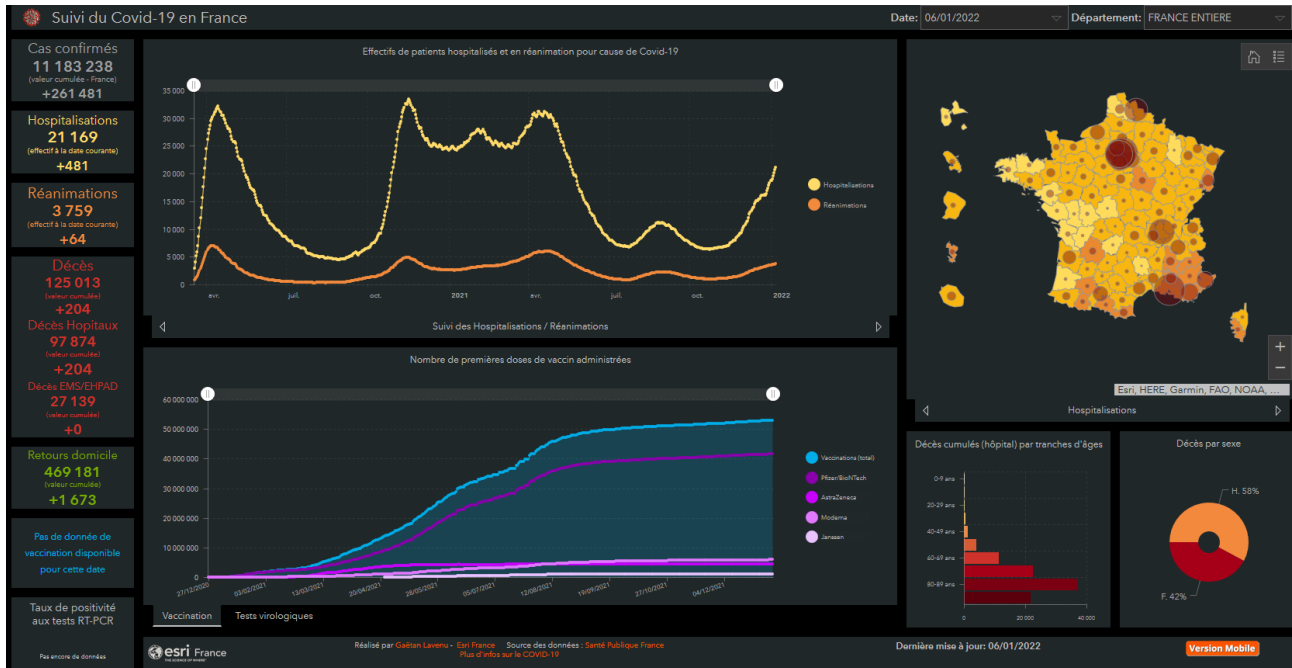 Suivi du Covid-19 en France
Date: 06/01/2022
Département: FRANCE ENTIERE
Cas confirmés
11 183 238
(valeur cumulée - France)
+261 481
Hospitalisations
21 169
(effectif à la date courante)
+481
Réanimations
3 759
(effectif à la date courante)
+64
Décès
125 013
(valeur cumulée)
+204
Décès Hopitaux
97 874
(valeur cumulée)
+204
Décès EMS/EHPAD
27 139
(valeur cumulée)
+0
Retours domicile
469 181
(valeur cumulée)
+1 673
Pas de donnée de
vaccination disponible
pour cette date
Taux de positivité
aux tests RT-PCR
Pas encore de données
Effectifs de patients hospitalisés et en réanimation pour cause de Covid-19
35 000
30 000
25 000
20 000
15 000
10 000
5 000
0
avr.
juil.
oct.
2021
avr.
juil.
oct.
2022
Hospitalisations
Réanimations
Suivi des Hospitalisations / Réanimations
Nombre de premières doses de vaccin administrées
60 000 000
50 000 000
40 000 000
30 000 000
20 000 000
10 000 000
0
27/12/2020
03/02/2021
13/03/2021
20/04/2021
28/05/2021
05/07/2021
12/08/2021
19/09/2021
27/10/2021
04/12/2021
Vaccinations (total)
Pfizer/BioNTech
AstraZeneca
Moderna
Janssen
Vaccination
Tests virologiques
Esri, HERE, Garmin, FAO, NOAA, ...
Hospitalisations
Décès cumulés (hôpital) par tranches d'âges
0-9 ans
20-29 ans
40-49 ans
60-69 ans
80-89 ans
0
20 000
40 000
Décès par sexe
H. 58%
F. 42%
esri France
THE SCIENCE OF WHERE
Réalisé par Gaëtan Lavenu - Esri France Source des données : Santé Publique France
Plus d'infos sur le COVID-19
Dernière mise à jour: 06/01/2022
Version Mobile